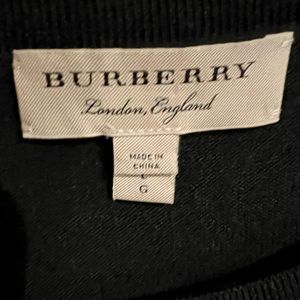 BURBERRY
London, England
MADE IN
CHINA
L
G